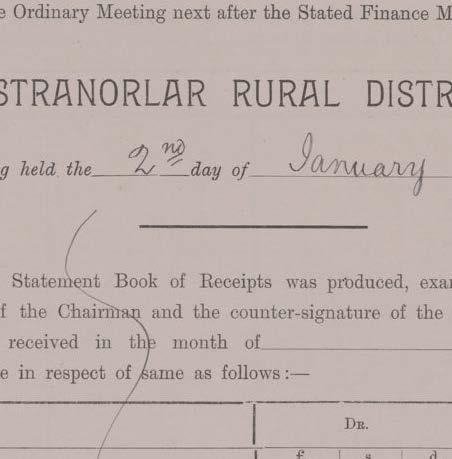 e Ordinary Meeting next after the Stated Finance M
STRANORLAR RURAL DISTR
g held the 2nd day of January
Statement Book of Receipts was produced, exa
f the Chairman and the counter-signature of the
received in the month of
e in respect of same as follows :—
DR.
£ s d